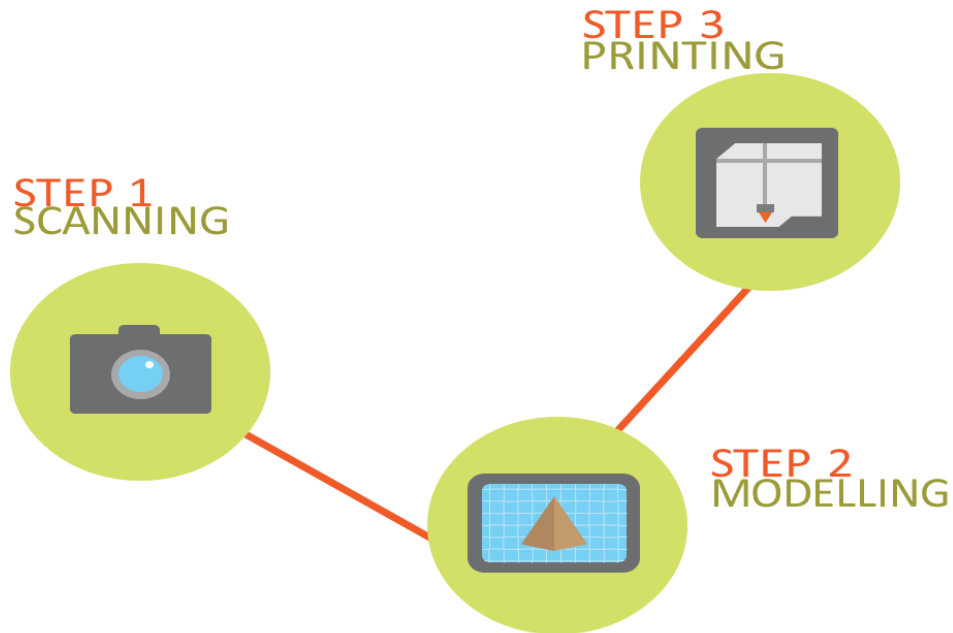 STEP 1
SCANNING
STEP 2
MODELLING
STEP 3
PRINTING